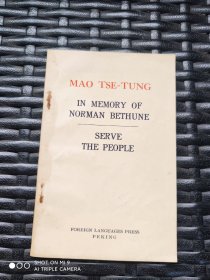 MAO TSE-TUNG
IN MEMORY OF
NORMAN BETHUNE
SERVE
THE PEOPLE
FOREIGN LANGUAGES PRESS
PEKING
SHOT ON MI 9
AI TRIPLE CAMERA